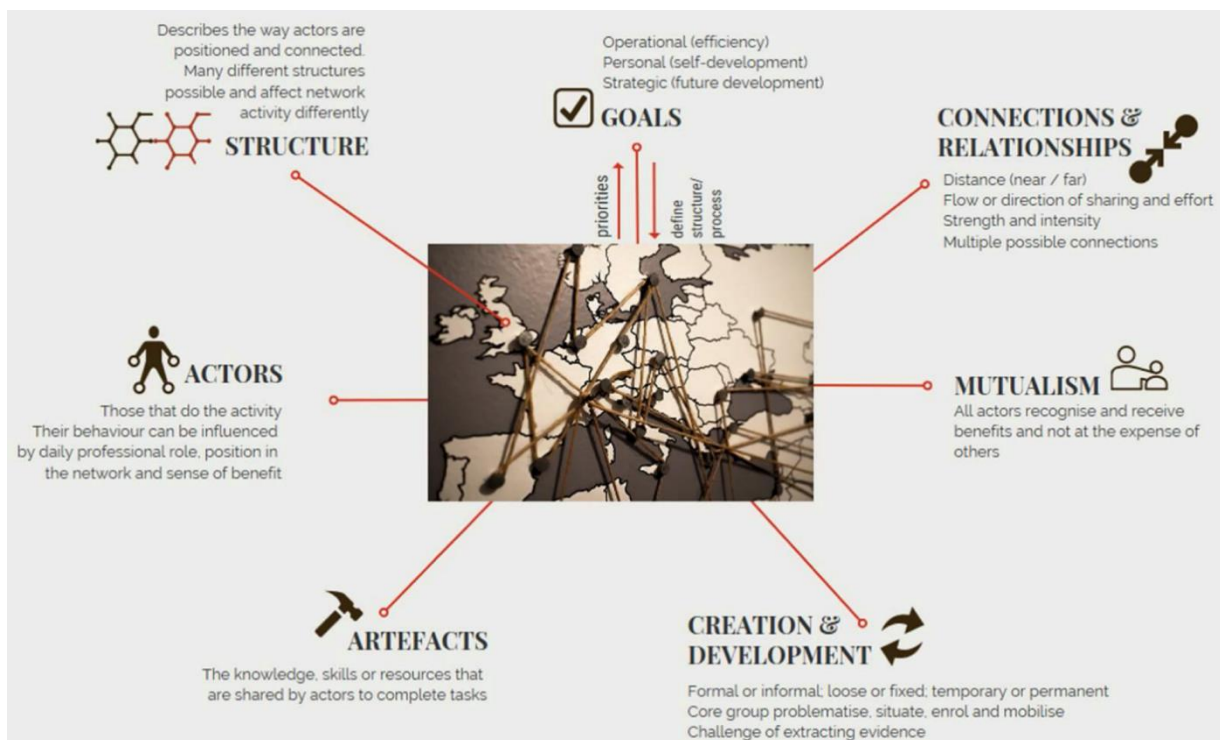 Describes the way actors are
positioned and connected.
Many different structures
possible and affect network
activity differently
STRUCTURE
Operational (efficiency)
Personal (self-development)
Strategic (future development)
GOALS
priorities
define
structure/
process
CONNECTIONS &
RELATIONSHIPS
Distance (near / far)
Flow or direction of sharing and effort
Strength and intensity
Multiple possible connections
ACTORS
Those that do the activity
Their behaviour can be influenced
by daily professional role, position in
the network and sense of benefit
MUTUALISM
All actors recognise and receive
benefits and not at the expense of
others
ARTEFACTS
The knowledge, skills or resources that
are shared by actors to complete tasks
CREATION &
DEVELOPMENT
Formal or informal; loose or fixed; temporary or permanent
Core group problematise, situate, enrol and mobilise
Challenge of extracting evidence